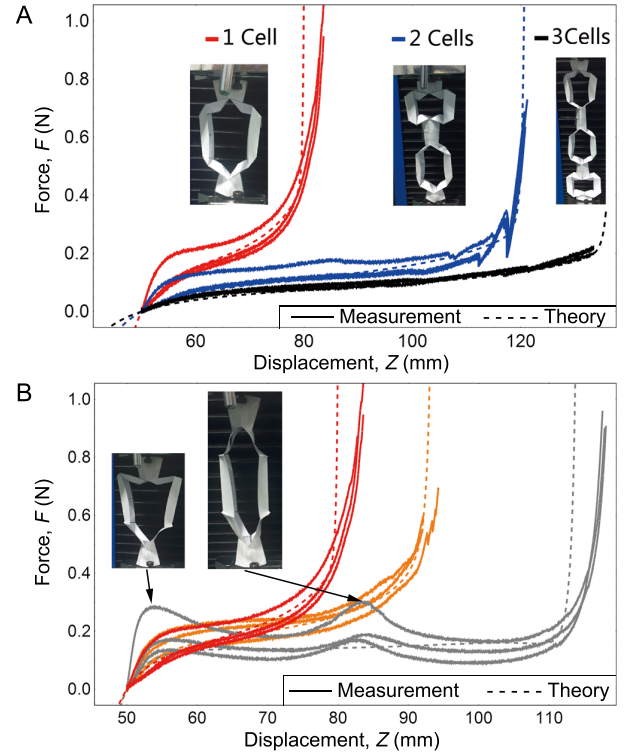 A
1 Cell
2 Cells
3Cells
Force, F (N)
1.0
0.8
0.6
0.4
0.2
0.0
Measurement
Theory
60
80
100
120
Displacement, Z (mm)
B
Force, F (N)
1.0
0.8
0.6
0.4
0.2
0.0
Measurement
Theory
50
60
70
80
90
100
110
Displacement, Z (mm)